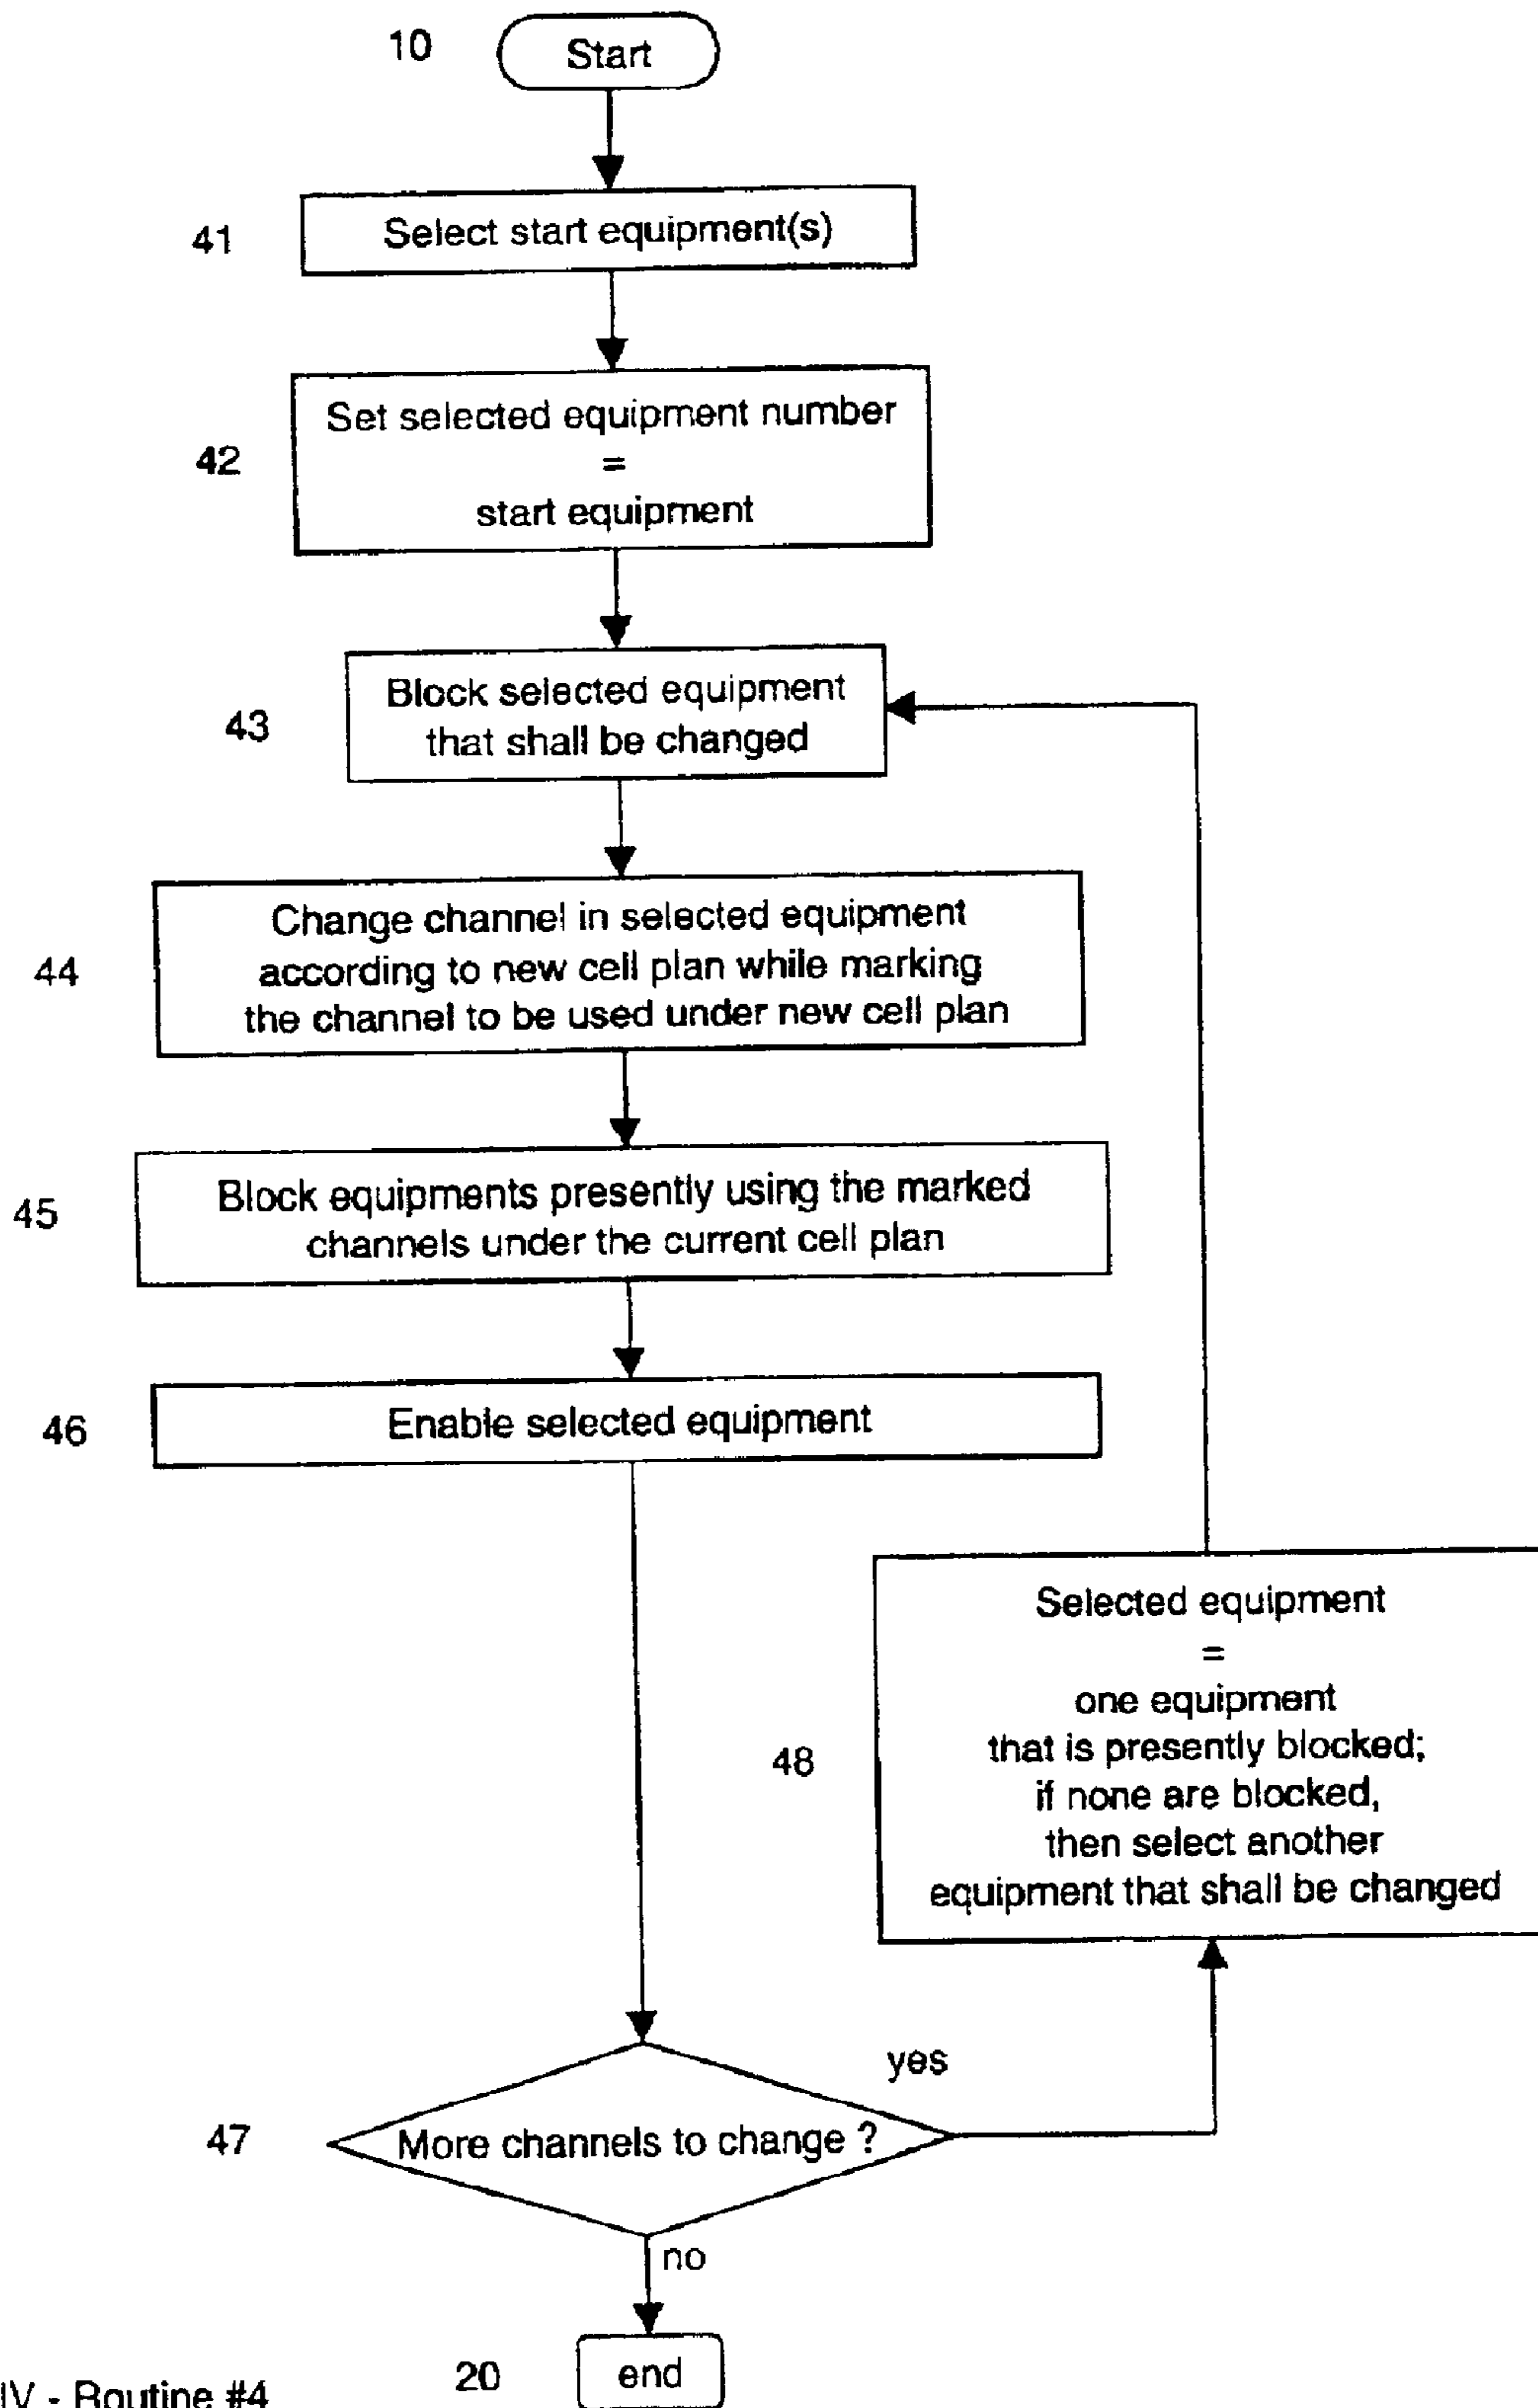 10
Start
41
Select start equipment(s)
42
Set selected equipment number
=
start equipment
43
Block selected equipment
that shall be changed
44
Change channel in selected equipment
according to new cell plan while marking
the channel to be used under new cell plan
45
Block equipments presently using the marked
channels under the current cell plan
46
Enable selected equipment
48
Selected equipment
=
one equipment
that is presently blocked;
if none are blocked,
then select another
equipment that shall be changed
47
More channels to change ?
yes
no
20
end
IV - Routine #4